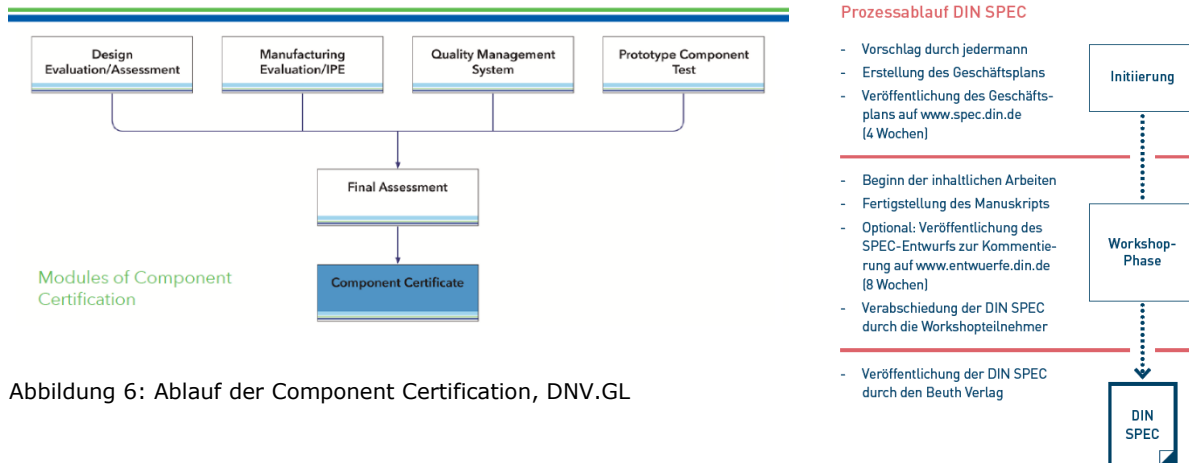 Design
Evaluation/Assessment
Manufacturing
Evaluation/IPE
Quality Management
System
Prototype Component
Test
Final Assessment
Component Certificate
Modules of Component
Certification
Abbildung 6: Ablauf der Component Certification, DNV.GL
Prozessablauf DIN SPEC
- Vorschlag durch jedermann
- Erstellung des Geschäftsplans
- Veröffentlichung des Geschäfts-
plans auf www.spec.din.de
(4 Wochen)
Initiierung
- Beginn der inhaltlichen Arbeiten
- Fertigstellung des Manuskripts
- Optional: Veröffentlichung des
SPEC-Entwurfs zur Kommentie-
rung auf www.entwuerfe.din.de
(8 Wochen)
- Verabschiedung der DIN SPEC
durch die Workshopteilnehmer
Workshop-
Phase
- Veröffentlichung der DIN SPEC
durch den Beuth Verlag
DIN
SPEC